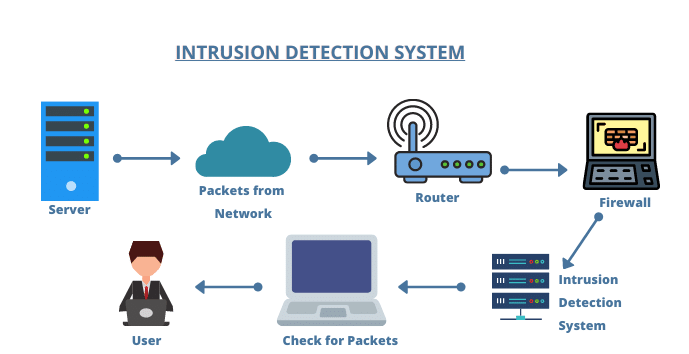 INTRUSION DETECTION SYSTEM
Server
Packets from
Network
Router
Firewall
User
Check for Packets
Intrusion
Detection
System